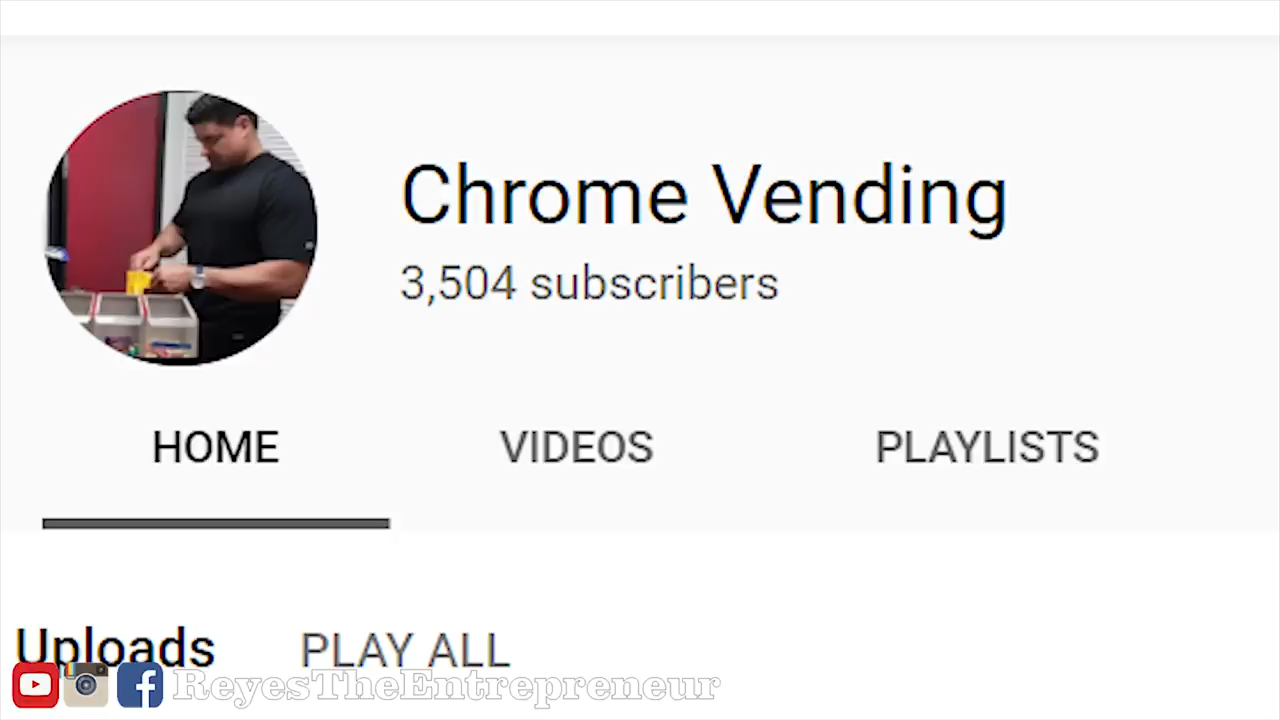 Chrome Vending
3,504 subscribers
HOME VIDEOS PLAYLISTS
Uploads PLAY ALL
ReyesTheEntrepreneur